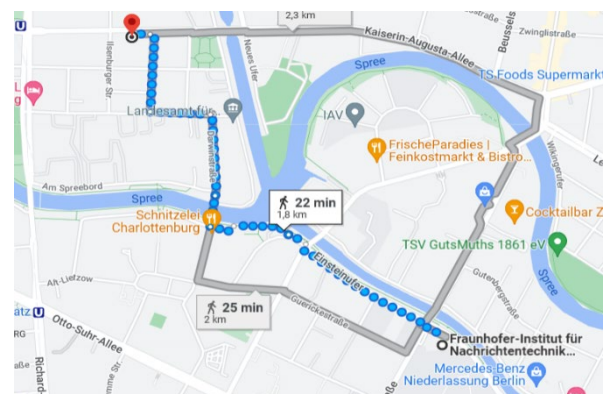 2,3 km
Kaiserin-Augusta-Allee
Beussels
Zwinglistraße
U
Ilsenburger Str
Neues Ufer
Spree
TS Foods Supermarkt
Landesamt für
IAV
FrischeParadies |
Feinkostmarkt & Bistro...
Wikingerufer
Darwinstraße
Am Spreebord
Spree
Schnitzelei
Charlottenburg
22 min
1,8 km
Cocktailbar Z
TSV GutsMuths 1861 eV
Spree
Einsteinufer
Gutenbergstraße
Alt-Lietzow
25 min
2 km
Guerickestraße
atz U
Otto-Suhr-Allee
RG
Fraunhofer-Institut für
Nachrichtentechnik...
Mercedes-Benz
Niederlassung Berlin
Richard-